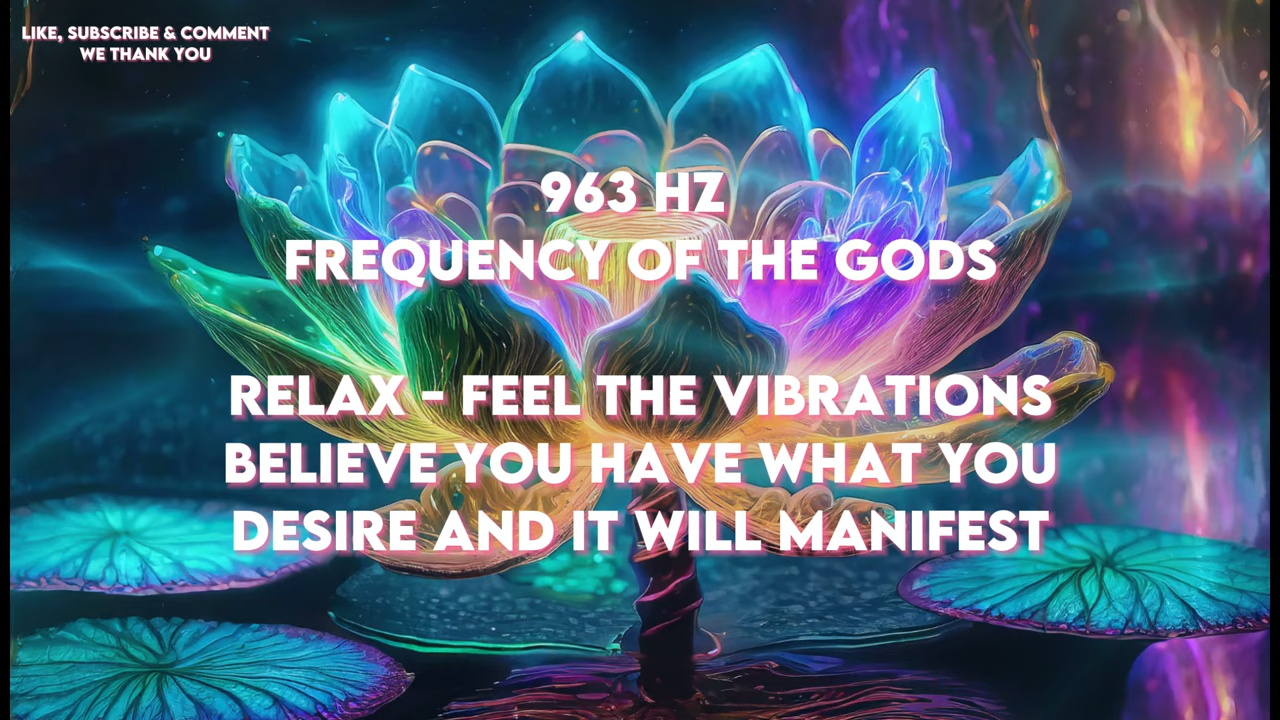 LIKE, SUBSCRIBE & COMMENT
WE THANK YOU
963 HZ
FREQUENCY OF THE GODS
RELAX - FEEL THE VIBRATIONS
BELIEVE YOU HAVE WHAT YOU
DESIRE AND IT WILL MANIFEST